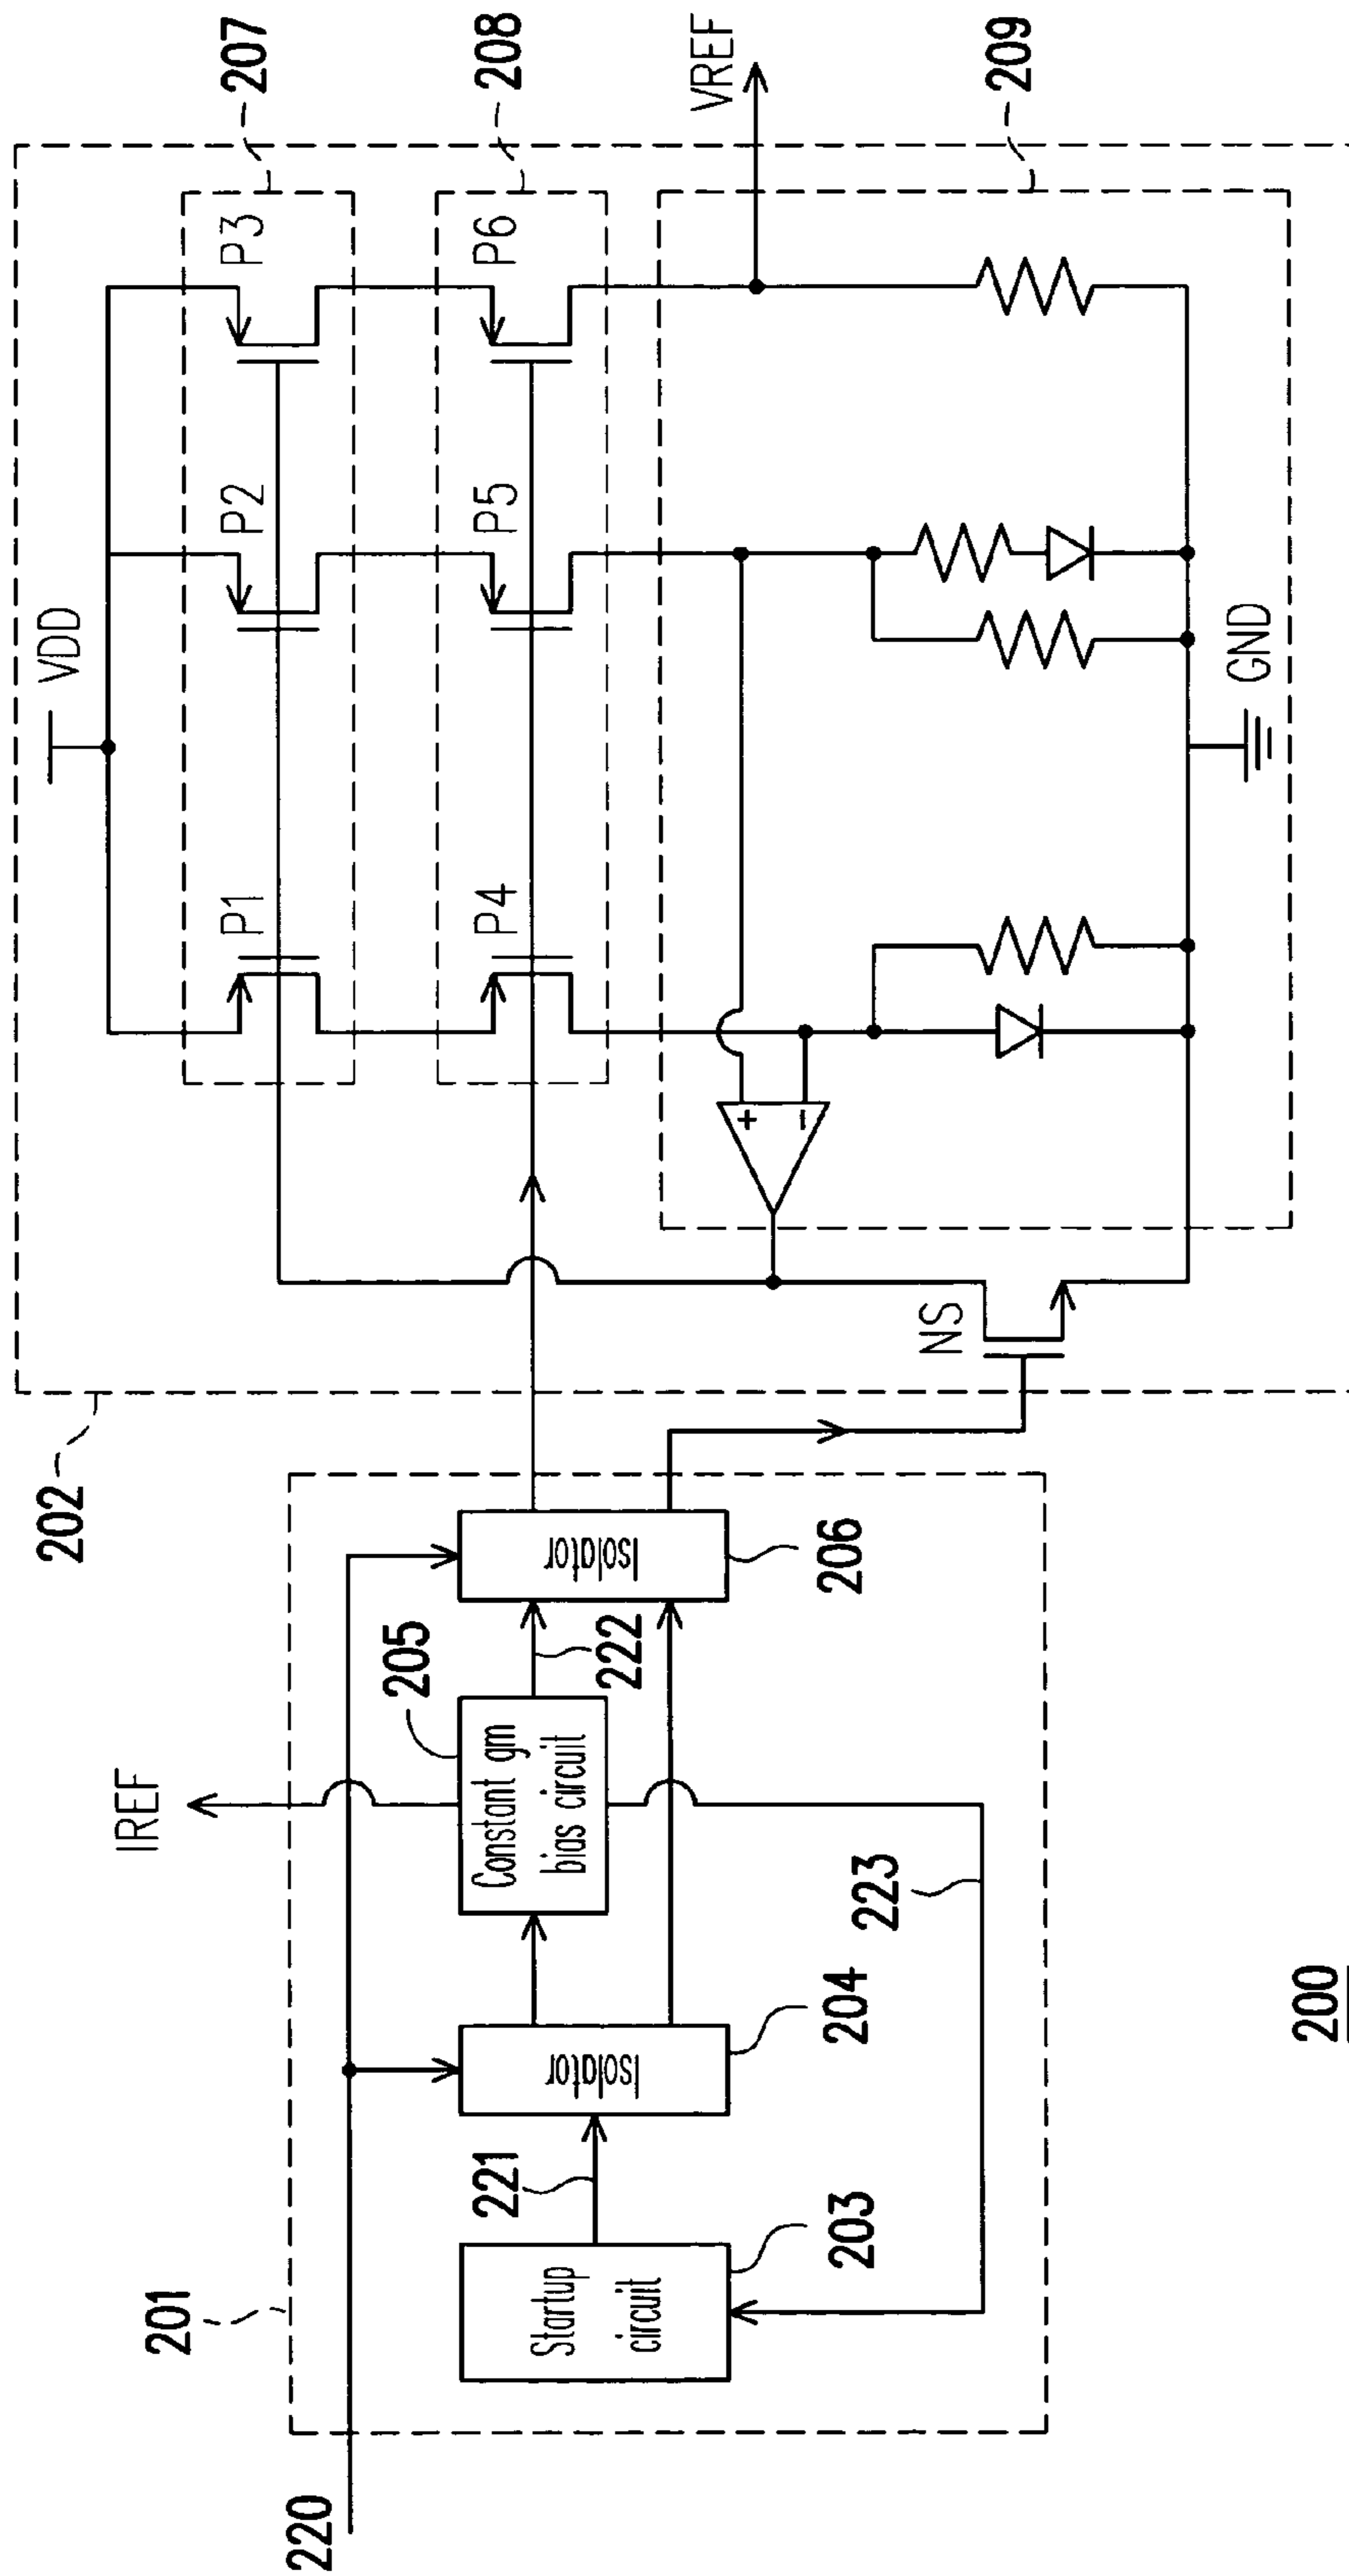 202
VDD
P1
P2
P3
207
P4
P5
P6
208
VREF
+
−
209
NS
GND
201
220
IREF
Startup
circuit
203
221
Isolator
204
Constant gm
bias circuit
205
222
Isolator
206
223
200